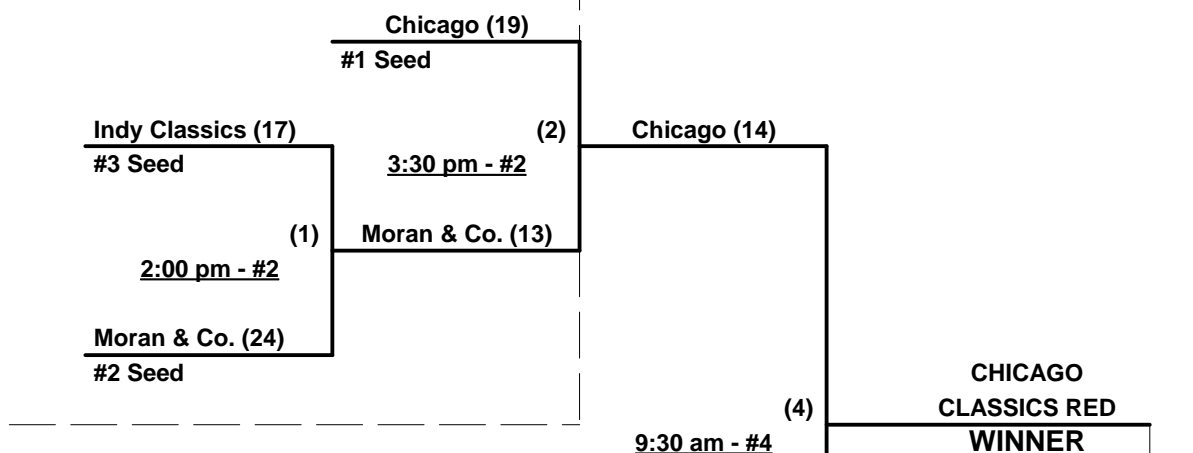 Chicago (19)
#1 Seed
Indy Classics (17)
(2)
Chicago (14)
#3 Seed
3:30 pm - #2
(1)
Moran & Co. (13)
2:00 pm - #2
Moran & Co. (24)
#2 Seed
CHICAGO
(4)
CLASSICS RED
9:30 am - #4
WINNER